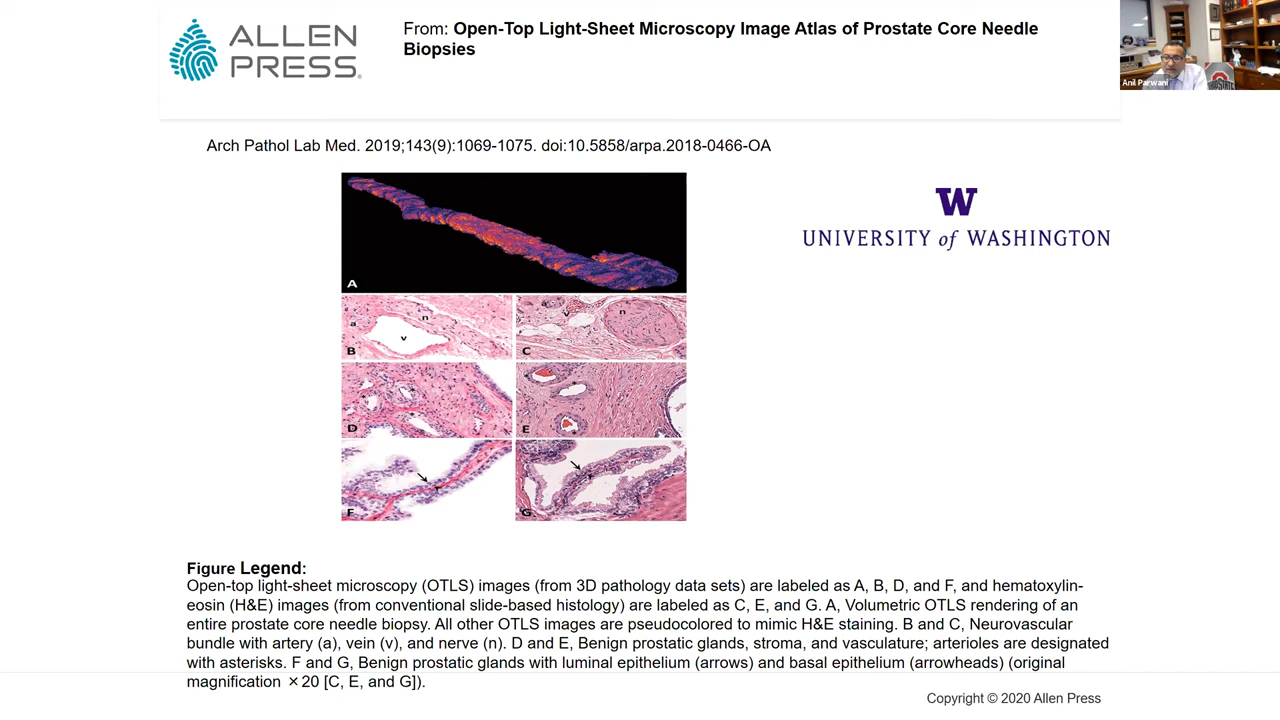 ALLEN
PRESS®
From: Open-Top Light-Sheet Microscopy Image Atlas of Prostate Core Needle
Biopsies
Anil Parwani
OHIO STATE
Arch Pathol Lab Med. 2019;143(9):1069-1075. doi:10.5858/arpa.2018-0466-OA
W
UNIVERSITY of WASHINGTON
A
a
n
v
B
a
v
n
C
D
E
F
G
Figure Legend:
Open-top light-sheet microscopy (OTLS) images (from 3D pathology data sets) are labeled as A, B, D, and F, and hematoxylin-
eosin (H&E) images (from conventional slide-based histology) are labeled as C, E, and G. A, Volumetric OTLS rendering of an
entire prostate core needle biopsy. All other OTLS images are pseudocolored to mimic H&E staining. B and C, Neurovascular
bundle with artery (a), vein (v), and nerve (n). D and E, Benign prostatic glands, stroma, and vasculature; arterioles are designated
with asterisks. F and G, Benign prostatic glands with luminal epithelium (arrows) and basal epithelium (arrowheads) (original
magnification ×20 [C, E, and G]).
Copyright © 2020 Allen Press